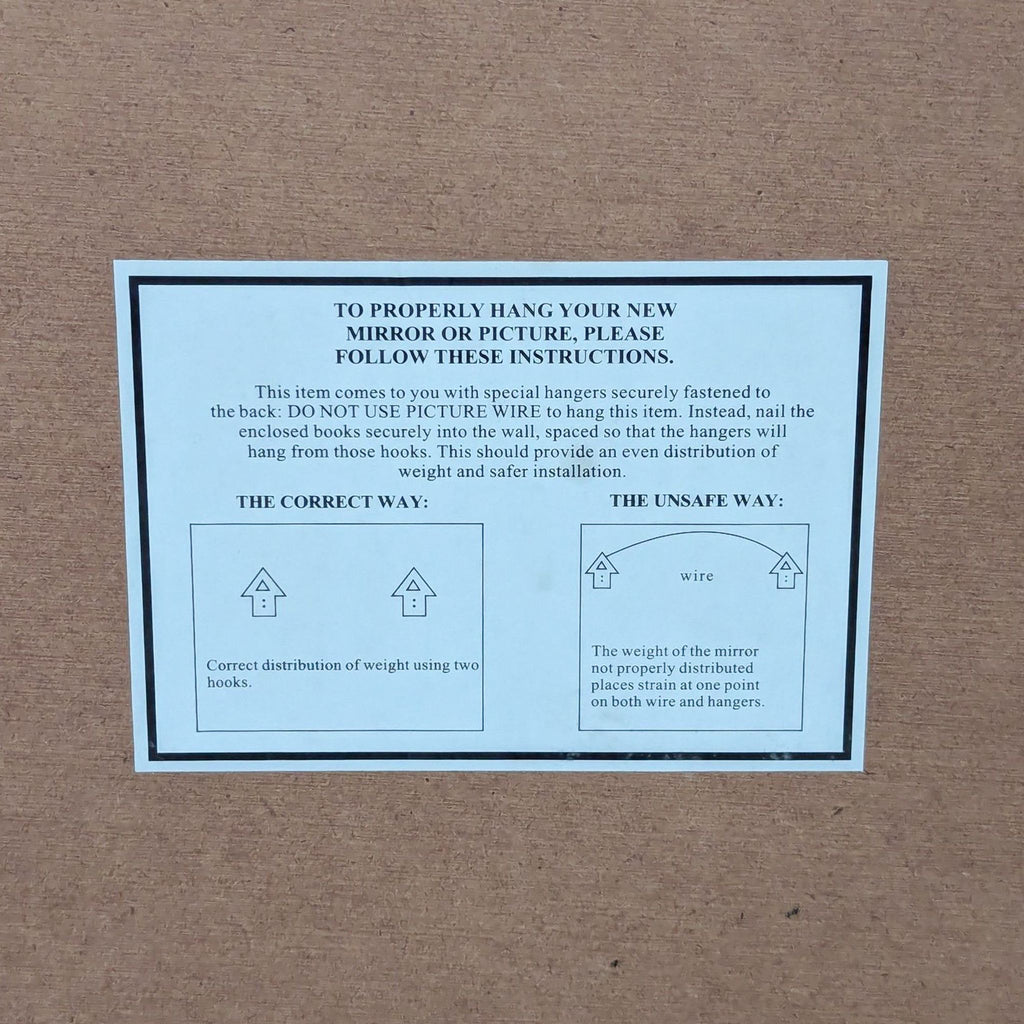 TO PROPERLY HANG YOUR NEW
MIRROR OR PICTURE, PLEASE
FOLLOW THESE INSTRUCTIONS.
This item comes to you with special hangers securely fastened to
the back: DO NOT USE PICTURE WIRE to hang this item. Instead, nail the
enclosed books securely into the wall, spaced so that the hangers will
hang from those hooks. This should provide an even distribution of
weight and safer installation.
THE CORRECT WAY:
Correct distribution of weight using two
hooks.
THE UNSAFE WAY:
wire
The weight of the mirror
not properly distributed
places strain at one point
on both wire and hangers.